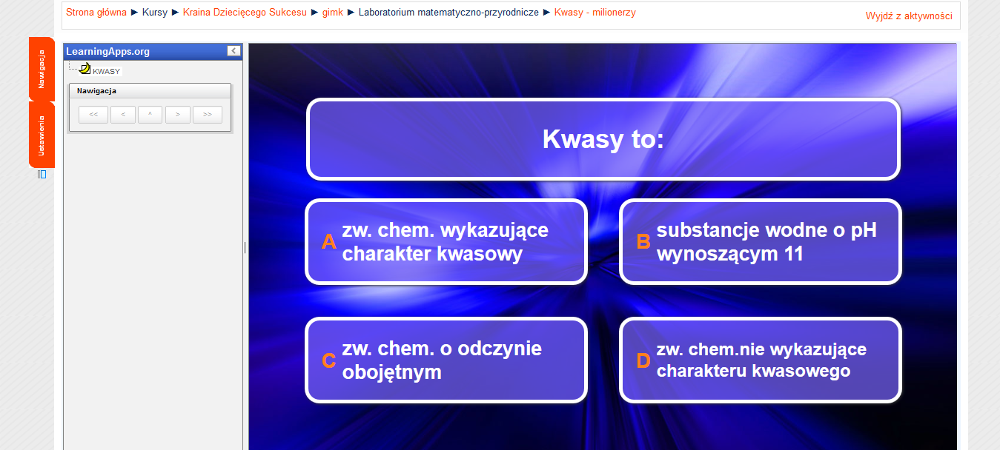 Strona główna ► Kursy ► Kraina Dziecięcego Sukcesu ► gimk ► Laboratorium matematyczno-przyrodnicze ► Kwasy - milionerzy
Wyjdź z aktywności
Nawigacja
Ustawienia
LearningApps.org
<
KWASY
Nawigacja
<< < ^ > >>
Kwasy to:
A zw. chem. wykazujące
charakter kwasowy
B substancje wodne o pH
wynoszącym 11
C zw. chem. o odczynie
obojętnym
D zw. chem.nie wykazujące
charakteru kwasowego